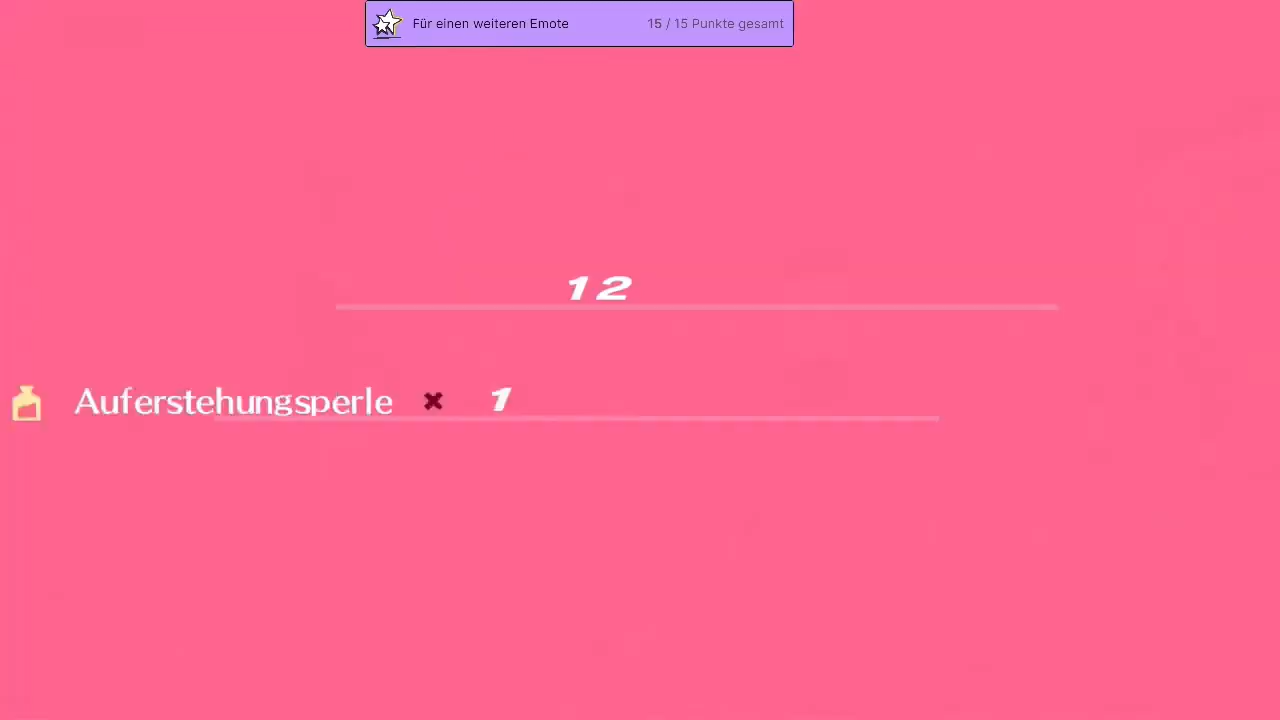 Für einen weiteren Emote 15 / 15 Punkte gesamt
12
Auferstehungsperle × 1